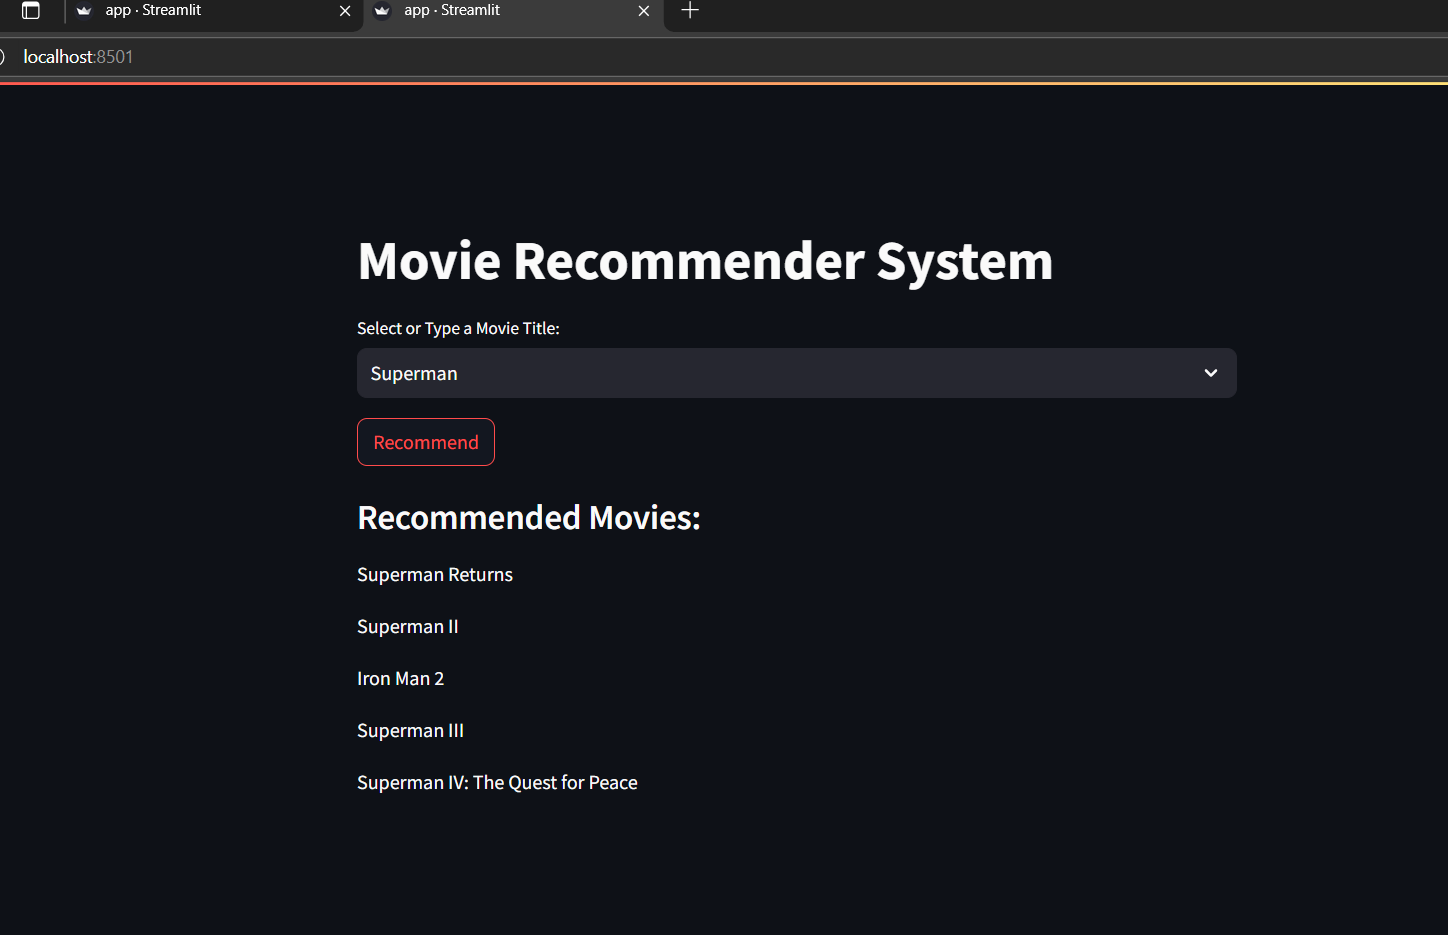 app · Streamlit
app · Streamlit
localhost:8501
Movie Recommender System
Select or Type a Movie Title:
Superman
Recommend
Recommended Movies:
Superman Returns
Superman II
Iron Man 2
Superman III
Superman IV: The Quest for Peace